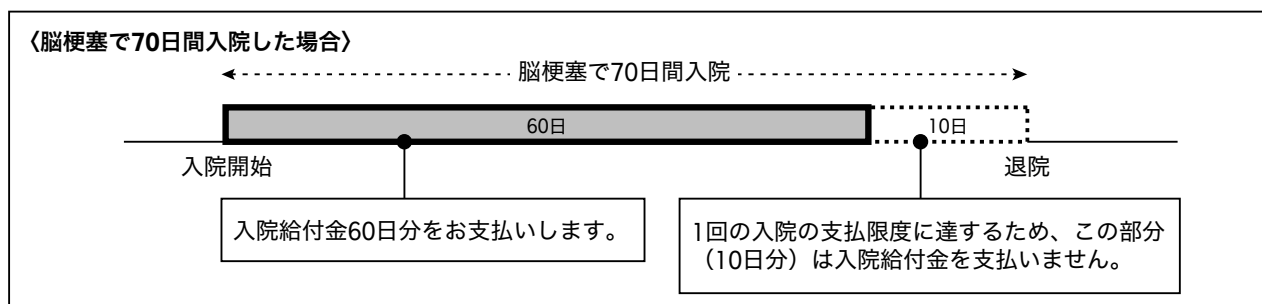 〈脳梗塞で70日間入院した場合〉
脳梗塞で70日間入院
60日
10日
入院開始
退院
入院給付金60日分をお支払いします。
1回の入院の支払限度に達するため、この部分
（10日分）は入院給付金を支払いません。